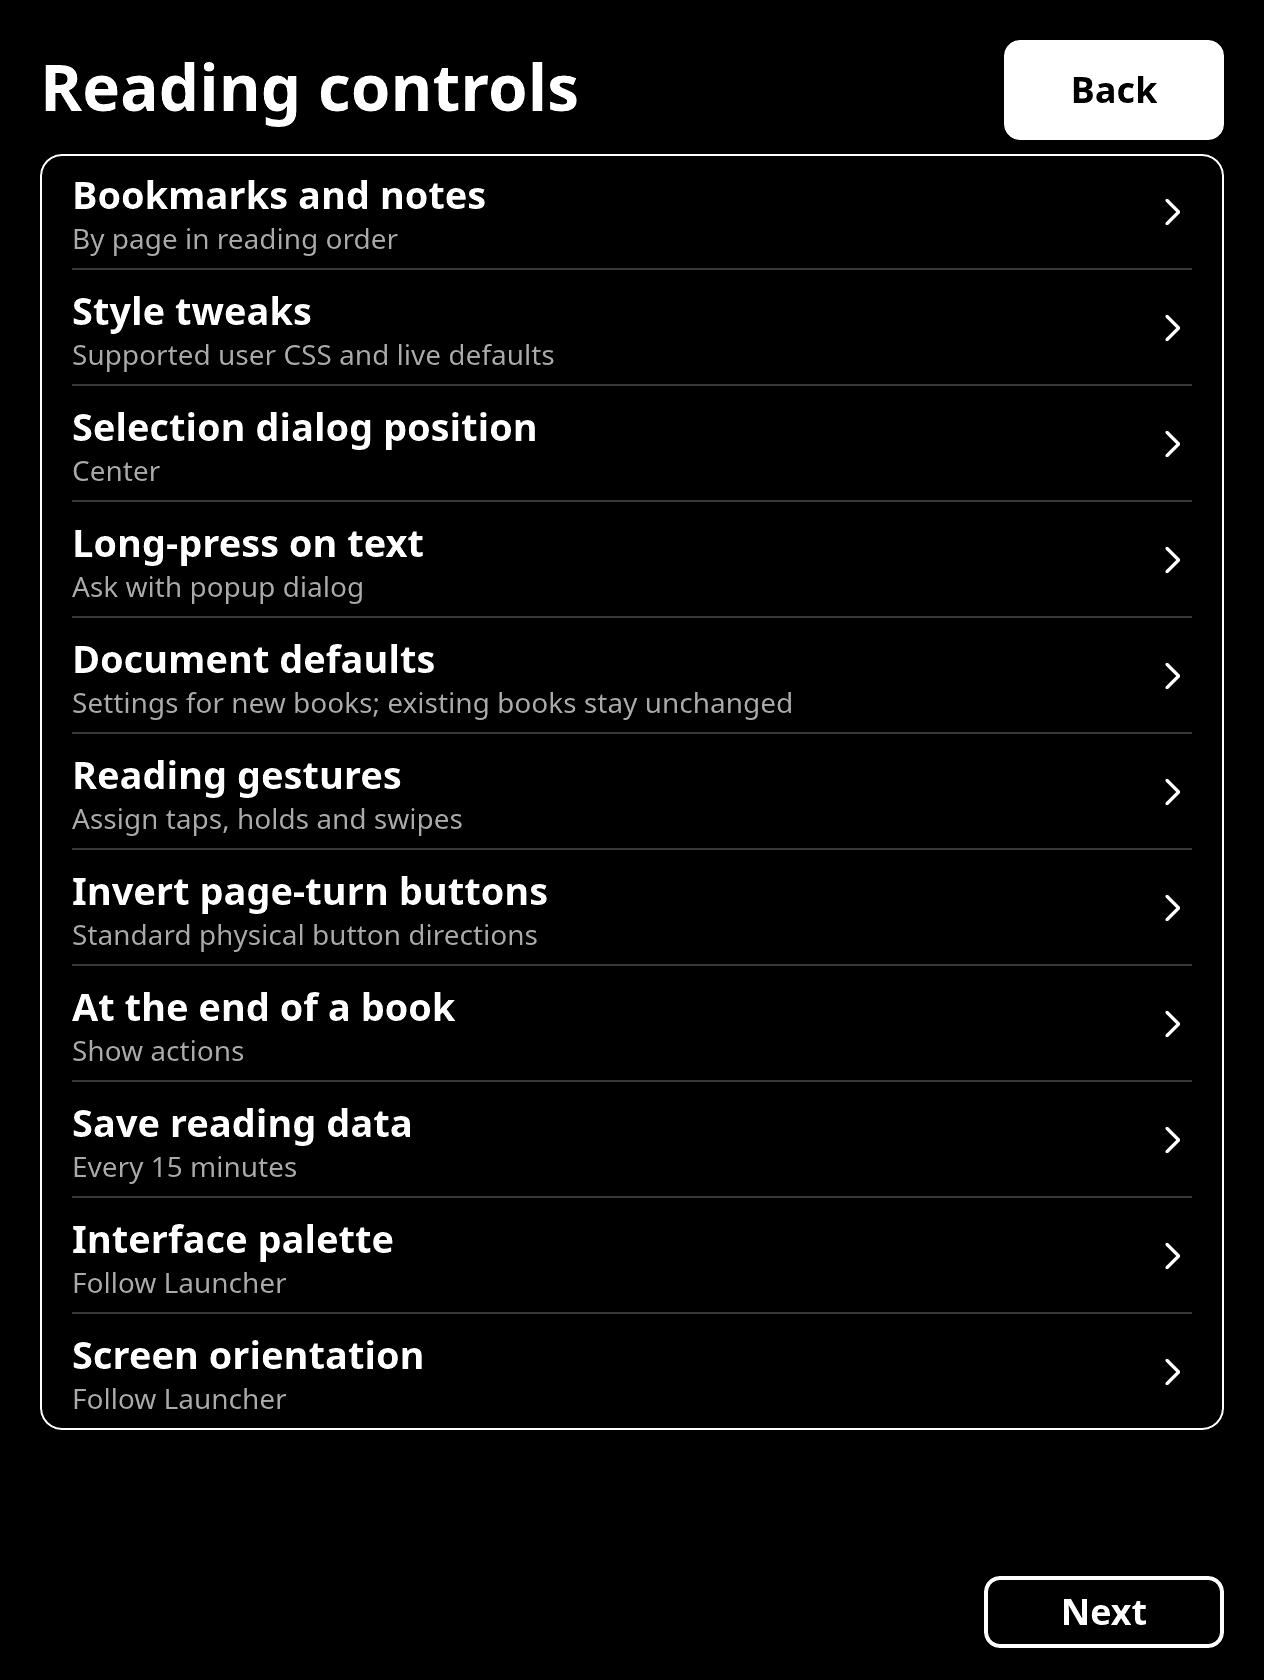 Reading controls
Back
Bookmarks and notes
By page in reading order
Style tweaks
Supported user CSS and live defaults
Selection dialog position
Center
Long-press on text
Ask with popup dialog
Document defaults
Settings for new books; existing books stay unchanged
Reading gestures
Assign taps, holds and swipes
Invert page-turn buttons
Standard physical button directions
At the end of a book
Show actions
Save reading data
Every 15 minutes
Interface palette
Follow Launcher
Screen orientation
Follow Launcher
Next